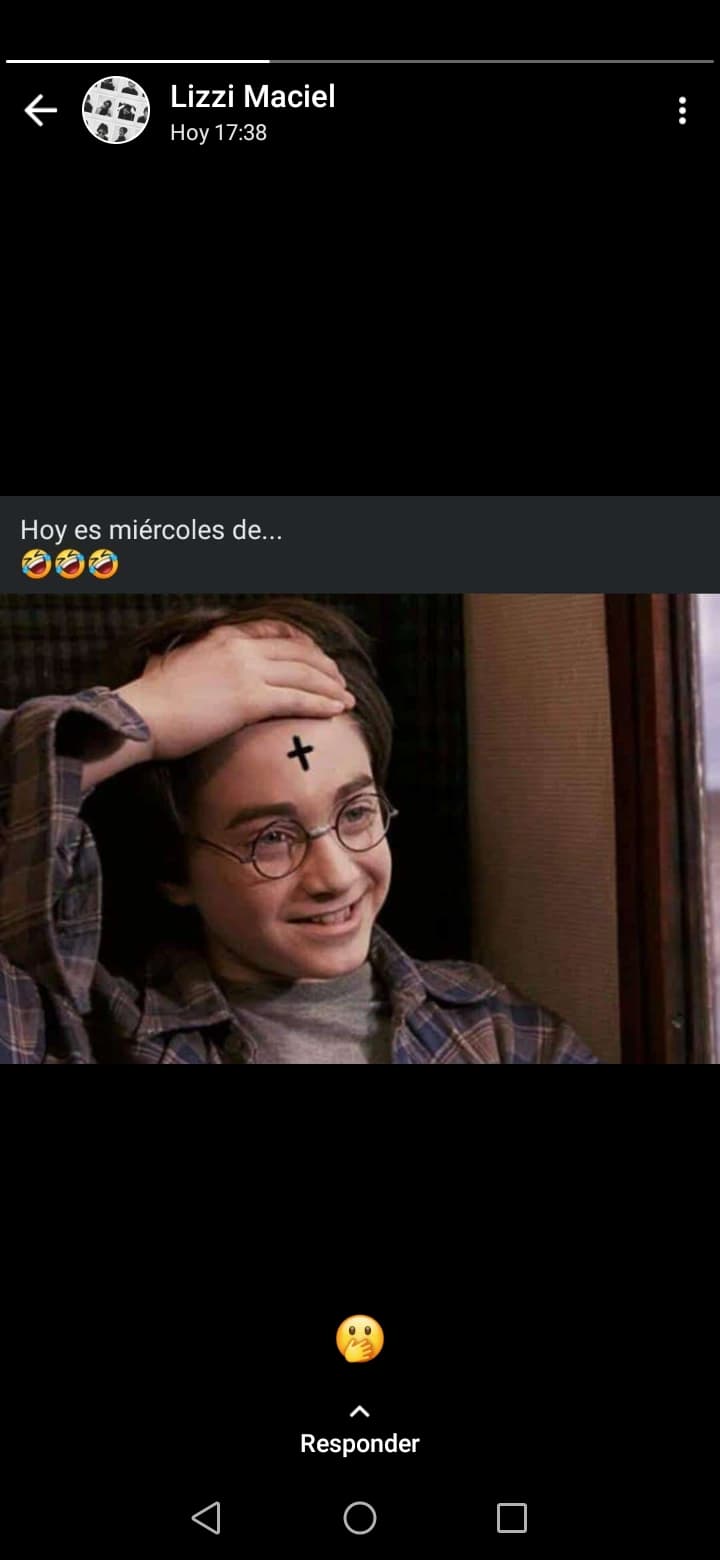 Lizzi Maciel
Hoy 17:38
Hoy es miércoles de...
🤣🤣🤣
🫢
Responder